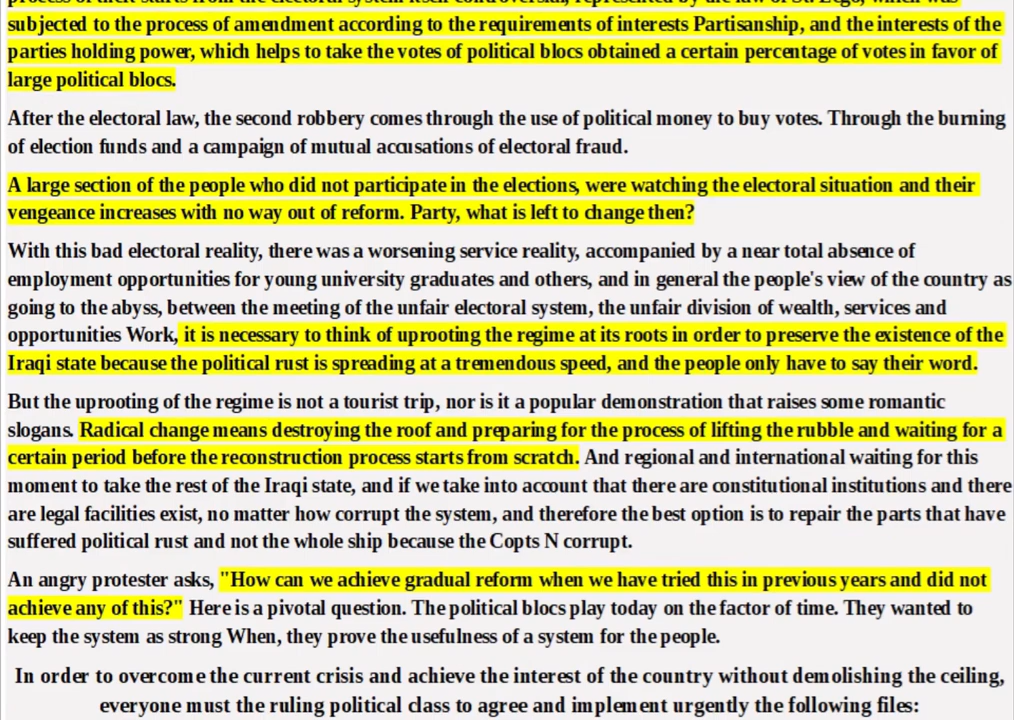 subjected to the process of amendment according to the requirements of interests Partisanship, and the interests of the
parties holding power, which helps to take the votes of political blocs obtained a certain percentage of votes in favor of
large political blocs.
After the electoral law, the second robbery comes through the use of political money to buy votes. Through the burning
of election funds and a campaign of mutual accusations of electoral fraud.
A large section of the people who did not participate in the elections, were watching the electoral situation and their
vengeance increases with no way out of reform. Party, what is left to change then?
With this bad electoral reality, there was a worsening service reality, accompanied by a near total absence of
employment opportunities for young university graduates and others, and in general the people's view of the country as
going to the abyss, between the meeting of the unfair electoral system, the unfair division of wealth, services and
opportunities Work, it is necessary to think of uprooting the regime at its roots in order to preserve the existence of the
Iraqi state because the political rust is spreading at a tremendous speed, and the people only have to say their word.
But the uprooting of the regime is not a tourist trip, nor is it a popular demonstration that raises some romantic
slogans. Radical change means destroying the roof and preparing for the process of lifting the rubble and waiting for a
certain period before the reconstruction process starts from scratch. And regional and international waiting for this
moment to take the rest of the Iraqi state, and if we take into account that there are constitutional institutions and there
are legal facilities exist, no matter how corrupt the system, and therefore the best option is to repair the parts that have
suffered political rust and not the whole ship because the Copts N corrupt.
An angry protester asks, "How can we achieve gradual reform when we have tried this in previous years and did not
achieve any of this?" Here is a pivotal question. The political blocs play today on the factor of time. They wanted to
keep the system as strong When, they prove the usefulness of a system for the people.
In order to overcome the current crisis and achieve the interest of the country without demolishing the ceiling,
everyone must the ruling political class to agree and implement urgently the following files: